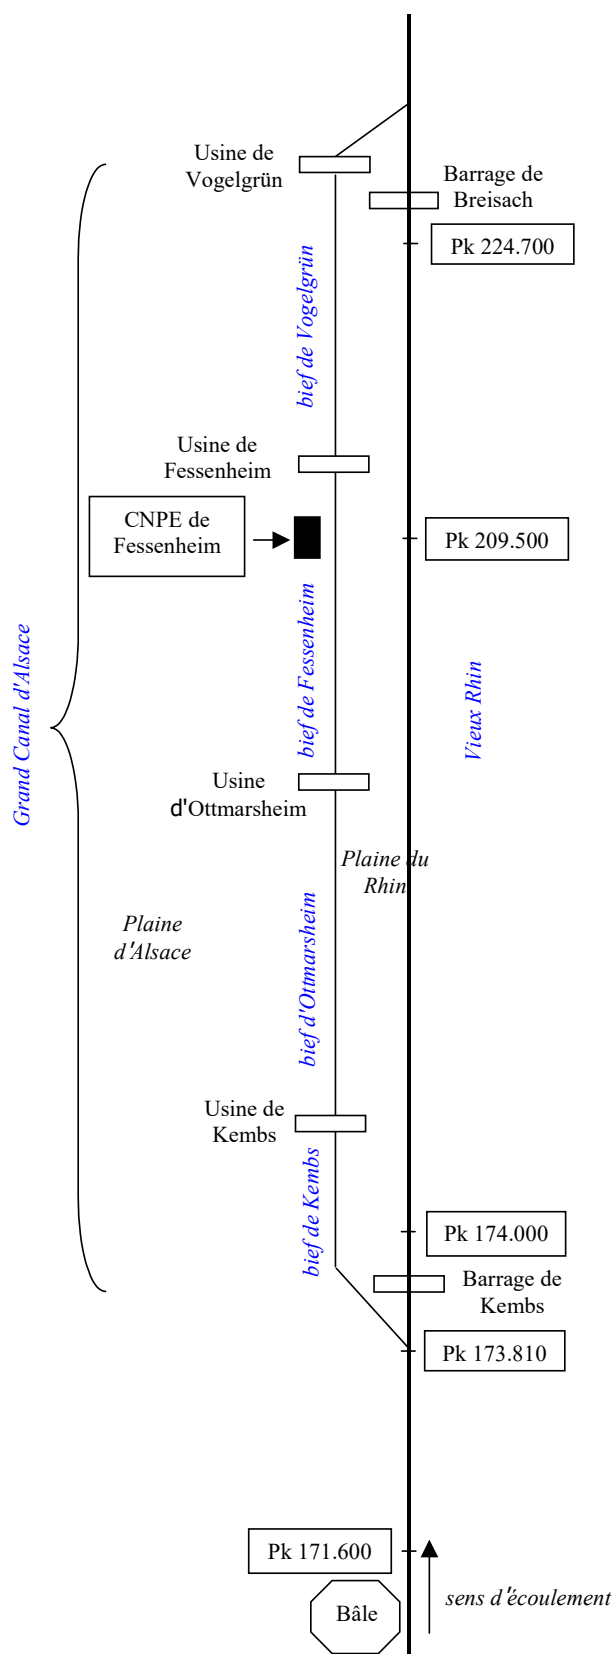 Usine de
Vogelgrün
Barrage de
Breisach
Pk 224.700
bief de Vogelgrün
Usine de
Fessenheim
CNPE de
Fessenheim
Pk 209.500
bief de Fessenheim
Grand Canal d'Alsace
Vieux Rhin
Usine
d'Ottmarsheim
Plaine du
Rhin
Plaine
d'Alsace
bief d'Ottmarsheim
Usine de
Kembs
bief de Kembs
Pk 174.000
Barrage de
Kembs
Pk 173.810
Pk 171.600
Bâle
sens d'écoulement